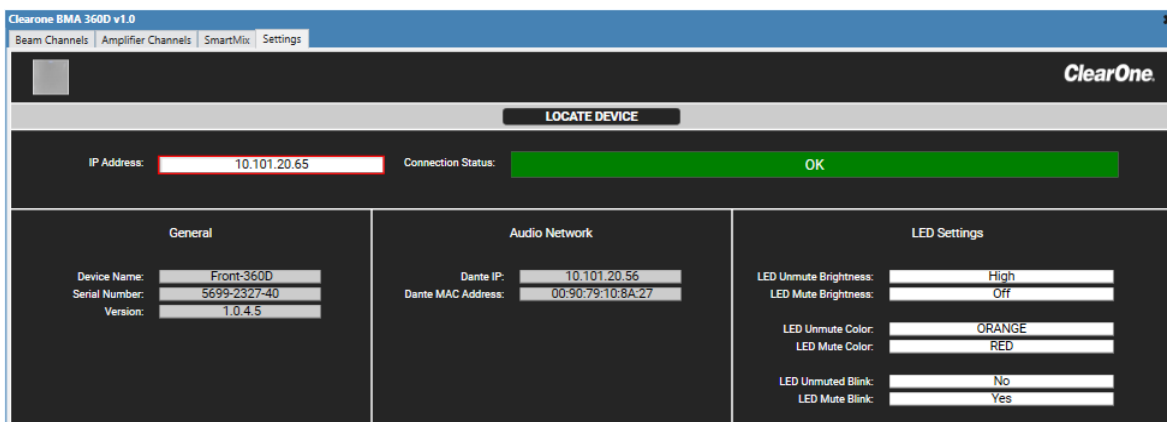 Clearone BMA 360D v1.0
Beam Channels Amplifier Channels SmartMix Settings
ClearOne.
LOCATE DEVICE
IP Address: 10.101.20.65 Connection Status: OK
General
Device Name: Front-360D
Serial Number: 5699-2327-40
Version: 1.0.4.5
Audio Network
Dante IP: 10.101.20.56
Dante MAC Address: 00:90:79:10:8A:27
LED Settings
LED Unmute Brightness: High
LED Mute Brightness: Off
LED Unmute Color: ORANGE
LED Mute Color: RED
LED Unmuted Blink: No
LED Mute Blink: Yes